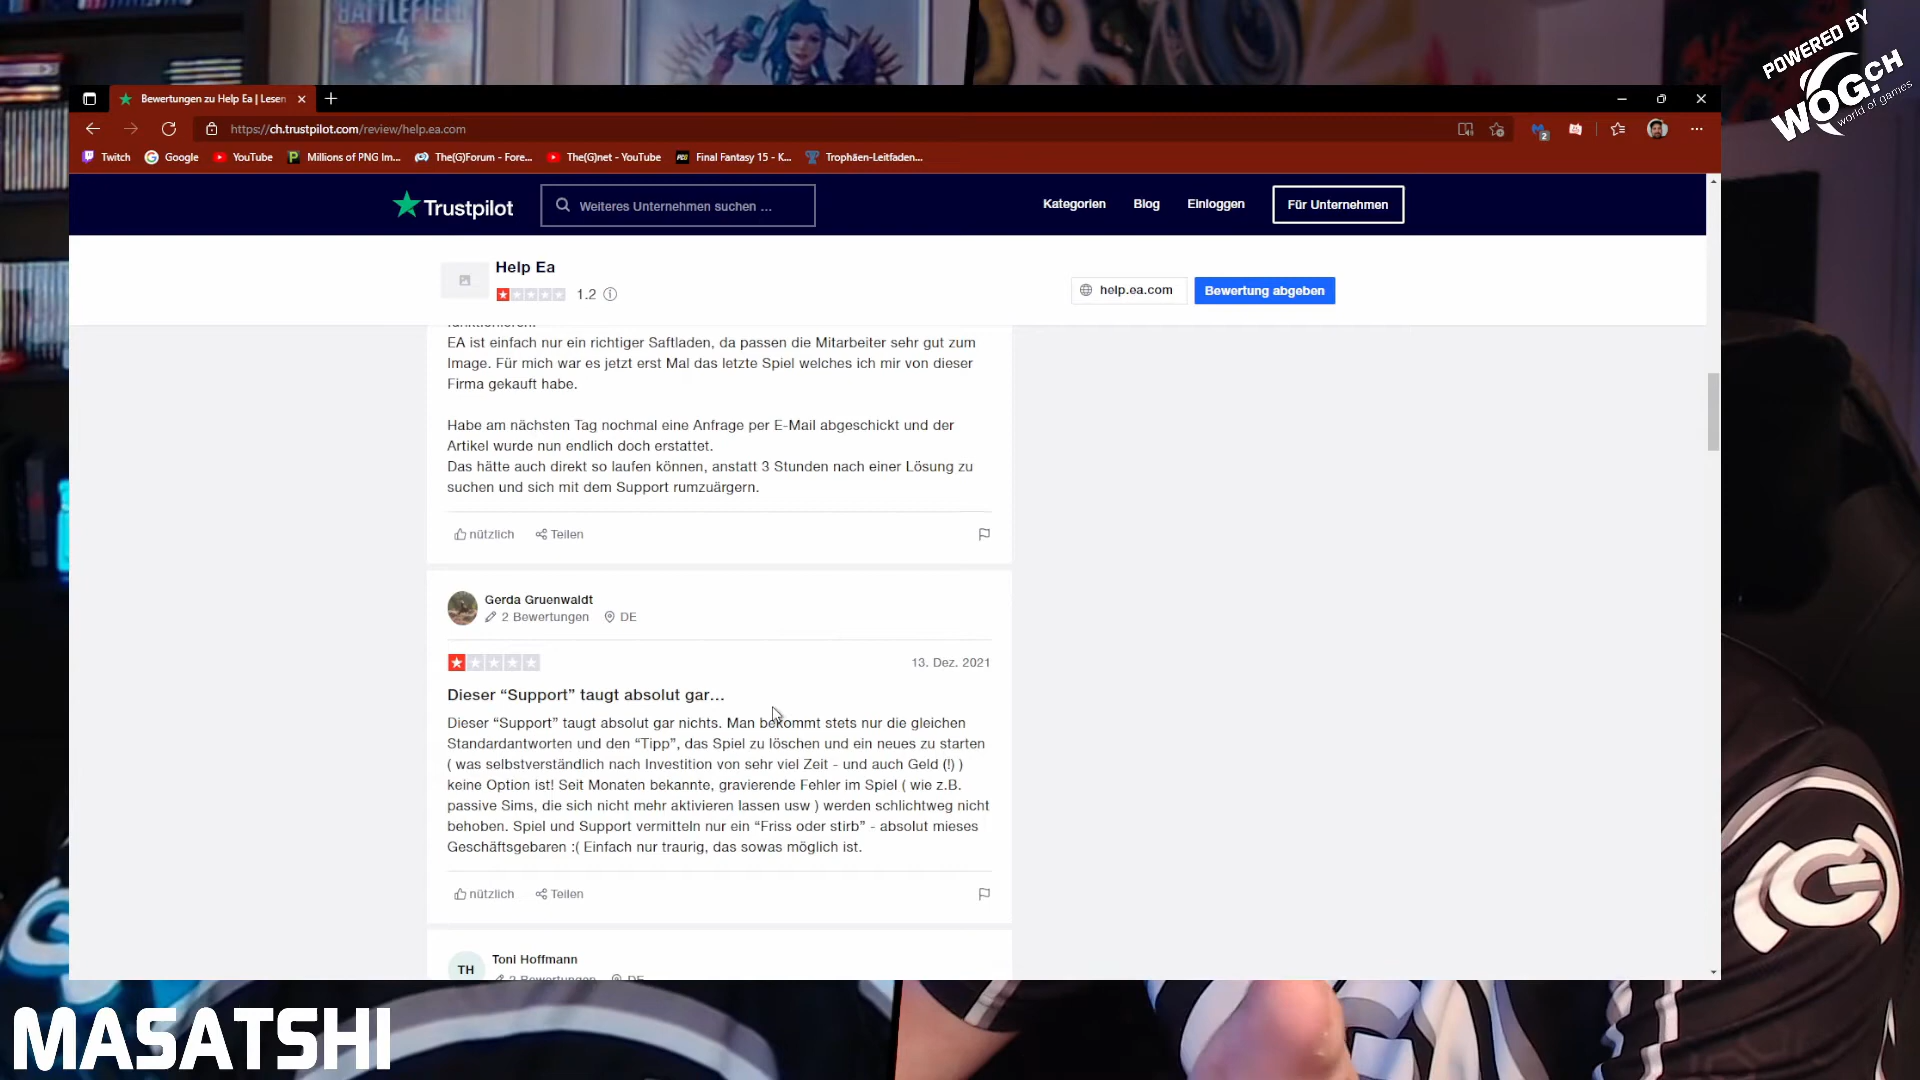 BATTLEFIELD
4
POWERED BY
WOG.CH
world of games
Bewertungen zu Help Ea | Lesen
https://ch.trustpilot.com/review/help.ea.com
2
Twitch
Google
YouTube
Millions of PNG Im...
The(G)Forum - Fore...
The(G)net - YouTube
Final Fantasy 15 - K...
Trophäen-Leitfaden...
Trustpilot
Weiteres Unternehmen suchen ...
Kategorien
Blog
Einloggen
Für Unternehmen
Help Ea
1.2
help.ea.com
Bewertung abgeben
funktionieren.
EA ist einfach nur ein richtiger Saftladen, da passen die Mitarbeiter sehr gut zum
Image. Für mich war es jetzt erst Mal das letzte Spiel welches ich mir von dieser
Firma gekauft habe.
Habe am nächsten Tag nochmal eine Anfrage per E-Mail abgeschickt und der
Artikel wurde nun endlich doch erstattet.
Das hätte auch direkt so laufen können, anstatt 3 Stunden nach einer Lösung zu
suchen und sich mit dem Support rumzuärgern.
nützlich
Teilen
Gerda Gruenwaldt
2 Bewertungen
DE
13. Dez. 2021
Dieser “Support” taugt absolut gar…
Dieser “Support” taugt absolut gar nichts. Man bekommt stets nur die gleichen
Standardantworten und den “Tipp”, das Spiel zu löschen und ein neues zu starten
( was selbstverständlich nach Investition von sehr viel Zeit - und auch Geld (!) )
keine Option ist! Seit Monaten bekannte, gravierende Fehler im Spiel ( wie z.B.
passive Sims, die sich nicht mehr aktivieren lassen usw ) werden schlichtweg nicht
behoben. Spiel und Support vermitteln nur ein “Friss oder stirb” - absolut mieses
Geschäftsgebaren :( Einfach nur traurig, das sowas möglich ist.
nützlich
Teilen
TH
Toni Hoffmann
2 Bewertungen
DE
MASATSHI